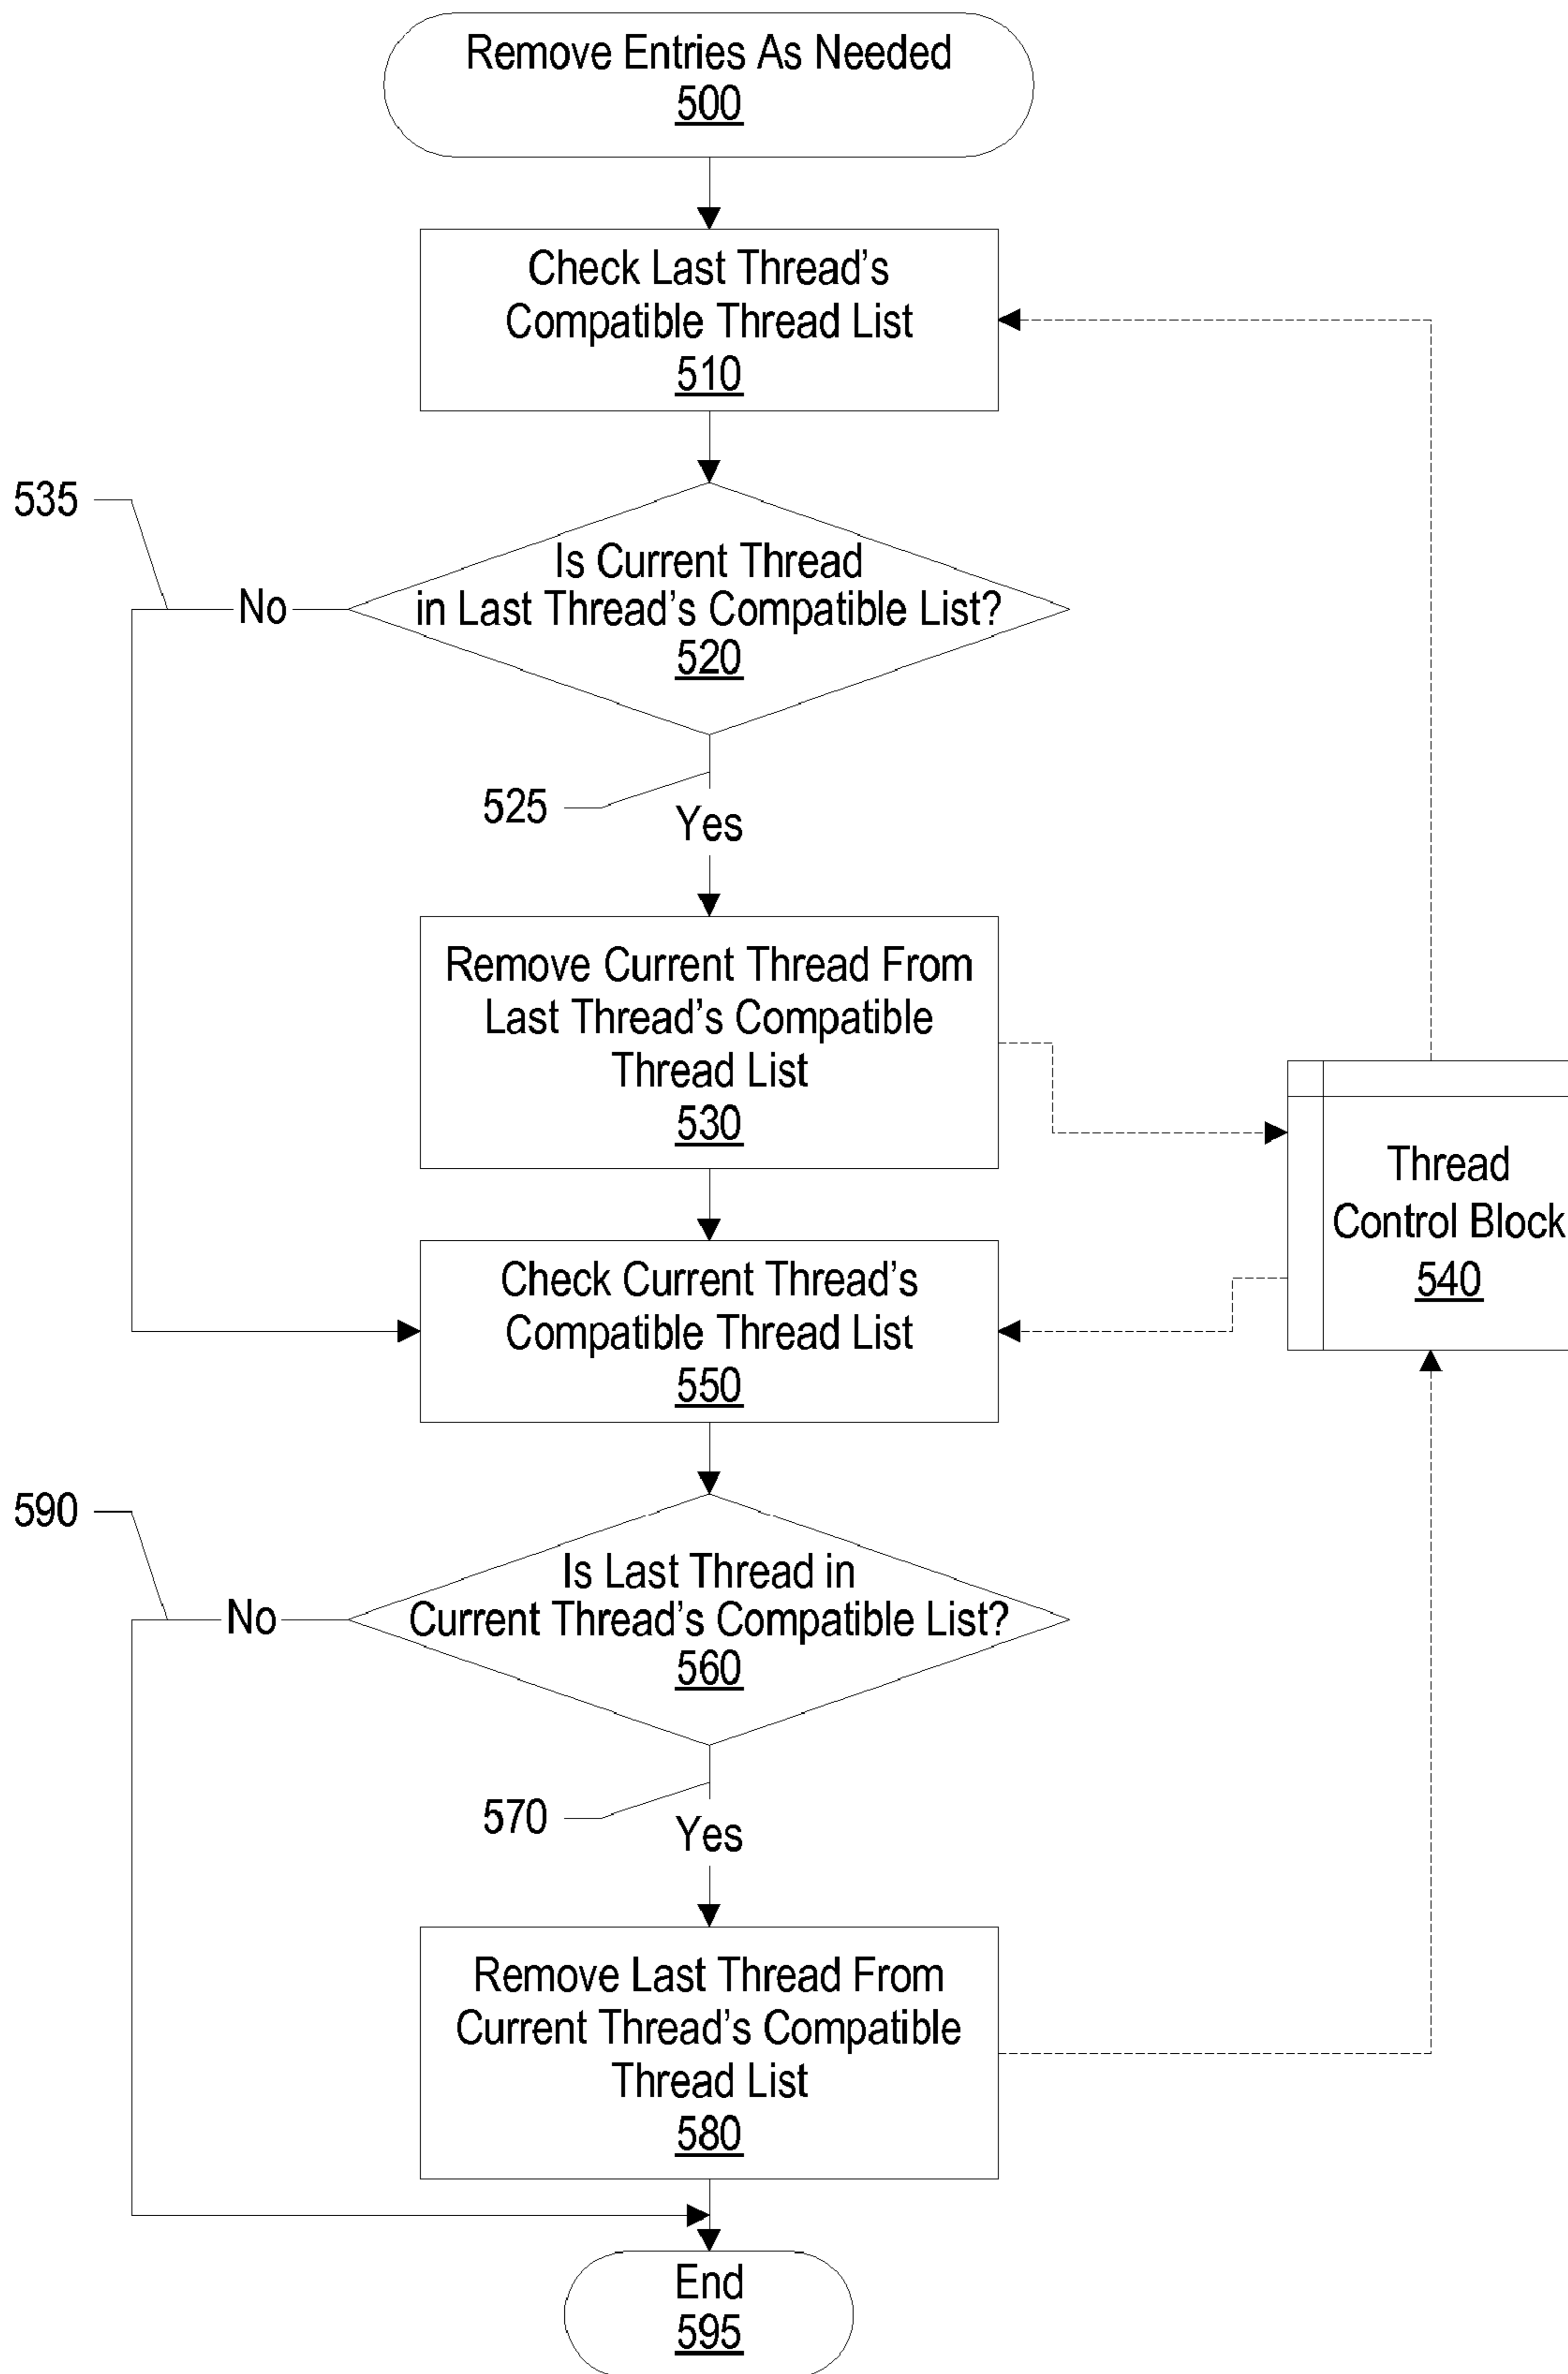 Remove Entries As Needed
500
Check Last Thread's
Compatible Thread List
510
535
Is Current Thread
No
in Last Thread's Compatible List?
520
525
Yes
Remove Current Thread From
Last Thread's Compatible
Thread List
530
Thread
Control Block
540
Check Current Thread's
Compatible Thread List
550
590
Is Last Thread in
No
Current Thread's Compatible List?
560
570
Yes
Remove Last Thread From
Current Thread's Compatible
Thread List
580
End
595